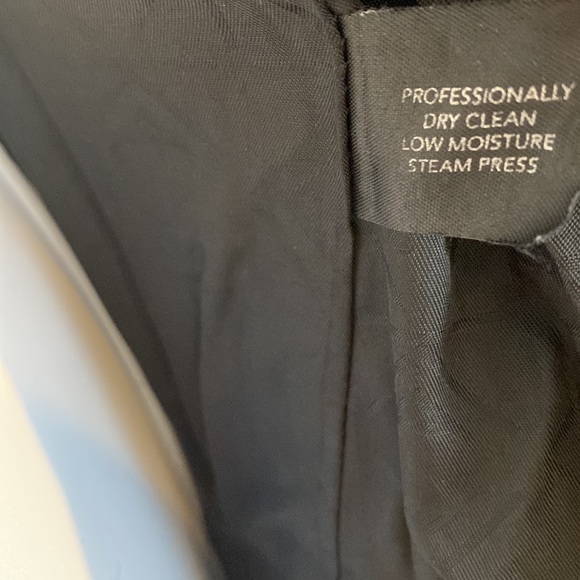 PROFESSIONALLY
DRY CLEAN
LOW MOISTURE
STEAM PRESS